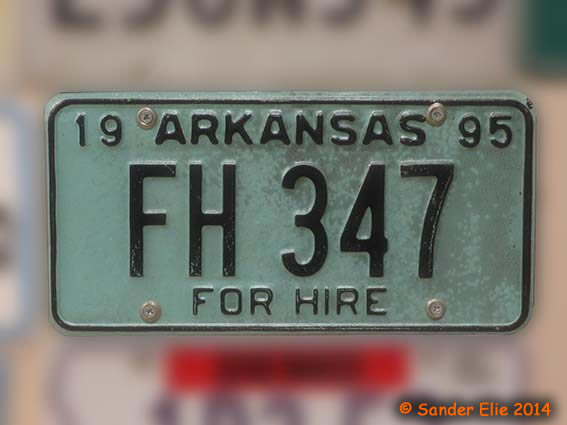 19 ARKANSAS 95
FH 347
FOR HIRE
© Sander Elie 2014